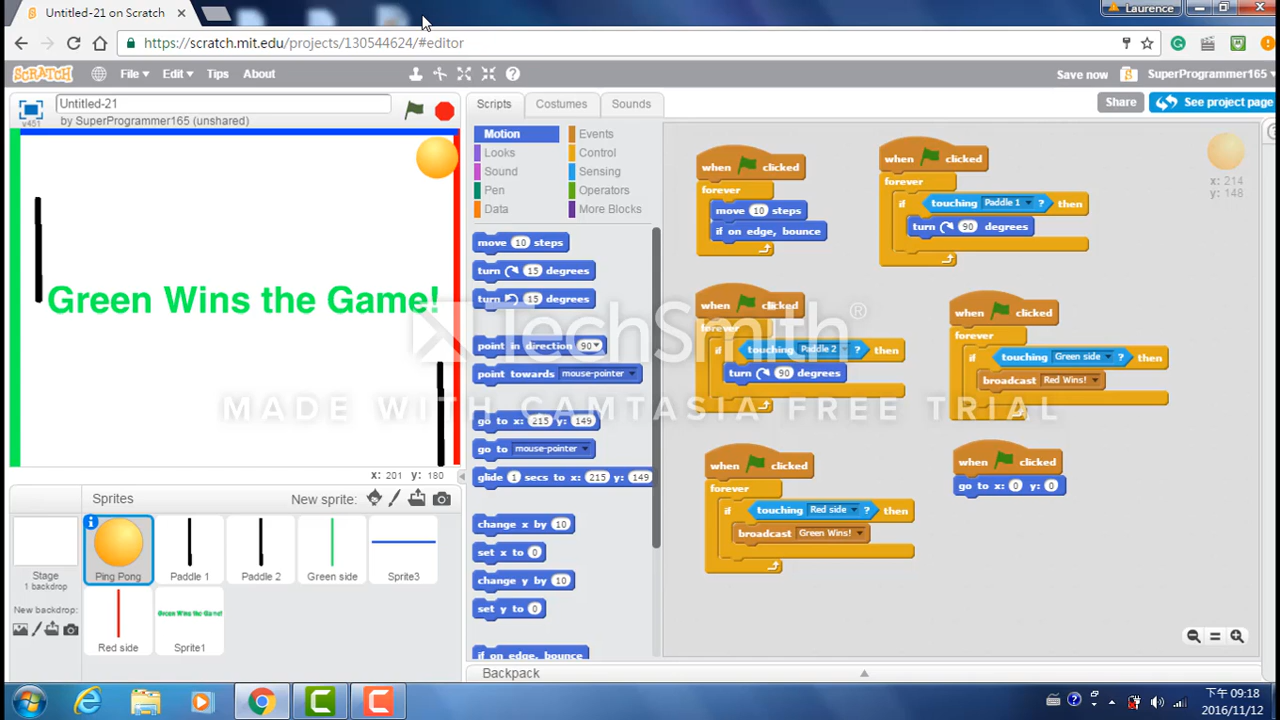 Untitled-21 on Scratch
Laurence
https://scratch.mit.edu/projects/130544624/#editor
SCRATCH
File
Edit
Tips
About
Save now
SuperProgrammer165
Untitled-21
by SuperProgrammer165 (unshared)
v451
Scripts
Costumes
Sounds
Share
See project page
Green Wins the Game!
x: 201 y: 180
Motion
Looks
Sound
Pen
Data
Events
Control
Sensing
Operators
More Blocks
move 10 steps
turn 15 degrees
turn 15 degrees
point in direction 90
point towards mouse-pointer
go to x: 215 y: 149
go to mouse-pointer
glide 1 secs to x: 215 y: 149
change x by 10
set x to 0
change y by 10
set y to 0
if on edge, bounce
when clicked
forever
move 10 steps
if on edge, bounce
when clicked
forever
if touching Paddle 1 ? then
turn 90 degrees
x: 214
y: 148
when clicked
forever
if touching Paddle 2 ? then
turn 90 degrees
when clicked
forever
if touching Green side ? then
broadcast Red Wins!
when clicked
forever
if touching Red side ? then
broadcast Green Wins!
when clicked
go to x: 0 y: 0
TechSmith®
MADE WITH CAMTASIA FREE TRIAL
Sprites
New sprite:
Stage
1 backdrop
New backdrop:
Ping Pong
Paddle 1
Paddle 2
Green side
Sprite3
Red side
Green Wins the Game!
Sprite1
Backpack
下午 09:18
2016/11/12